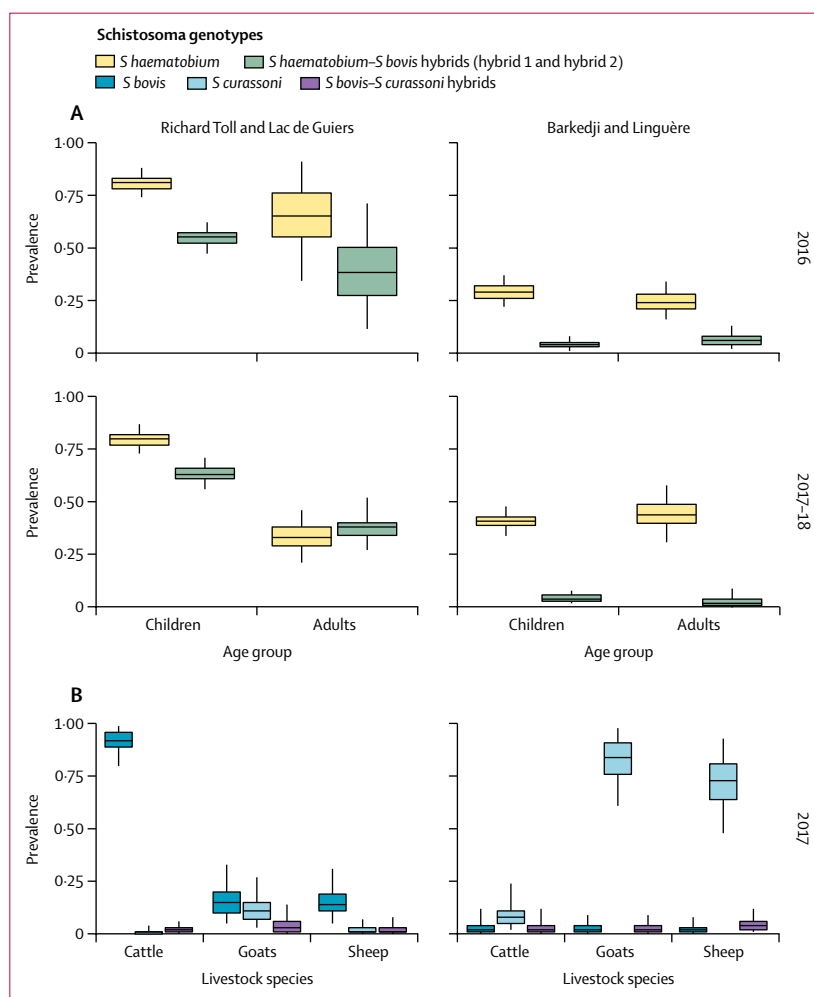 Schistosoma genotypes
S haematobium S haematobium–S bovis hybrids (hybrid 1 and hybrid 2)
S bovis S curassoni S bovis–S curassoni hybrids
A
Richard Toll and Lac de Guiers Barkedji and Linguère
1·00
0·75
0·50
0·25
0
Prevalence
2016
1·00
0·75
0·50
0·25
0
Prevalence
2017–18
Children Adults Children Adults
Age group Age group
B
1·00
0·75
0·50
0·25
0
Prevalence
2017
Cattle Goats Sheep Cattle Goats Sheep
Livestock species Livestock species